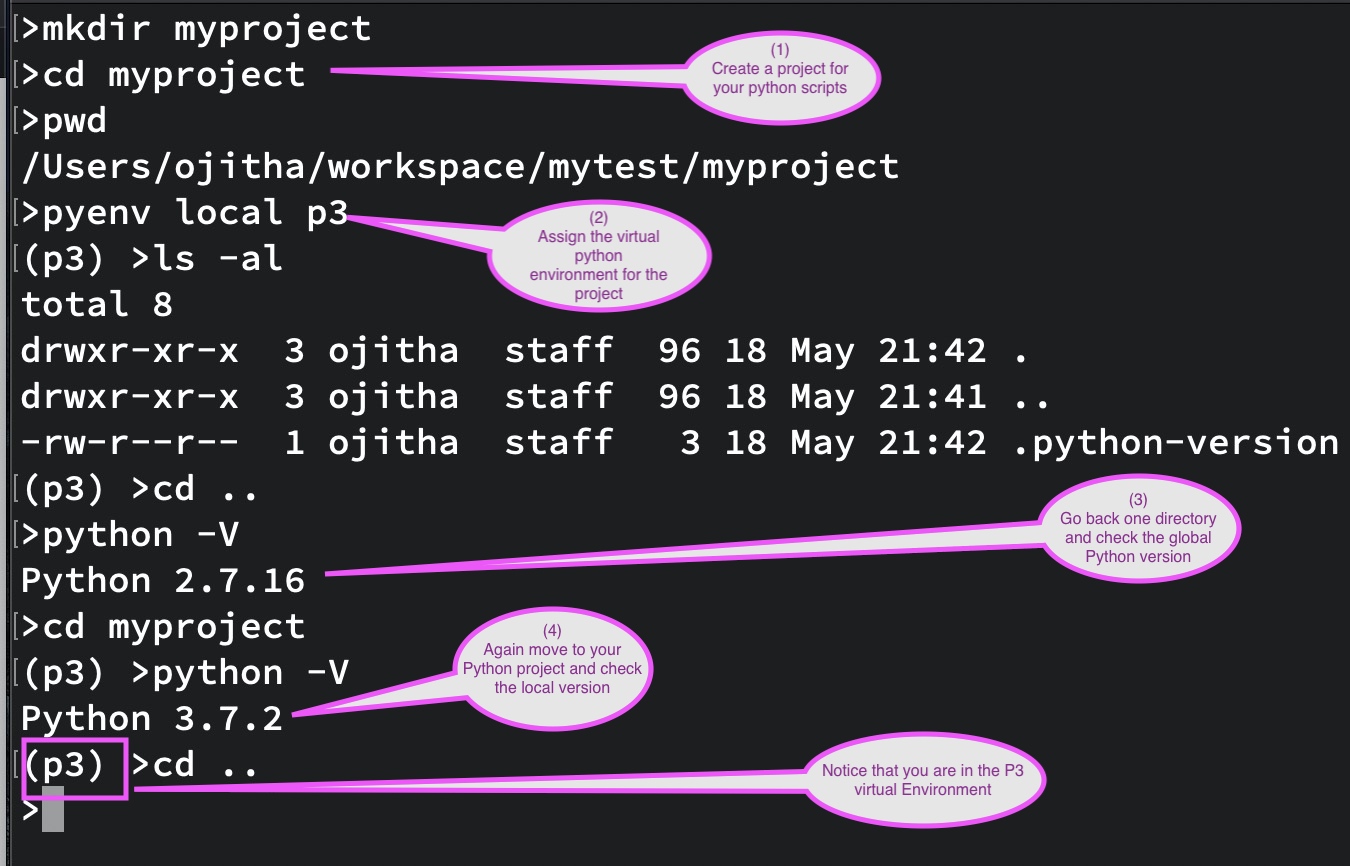 >mkdir myproject
>cd myproject
(1)
Create a project for
your python scripts
>pwd
/Users/ojitha/workspace/mytest/myproject
>pyenv local p3
(2)
Assign the virtual
python
environment for the
project
(p3) >ls -al
total 8
drwxr-xr-x  3 ojitha  staff  96 18 May 21:42 .
drwxr-xr-x  3 ojitha  staff  96 18 May 21:41 ..
-rw-r--r--  1 ojitha  staff   3 18 May 21:42 .python-version
(p3) >cd ..
>python -V
Python 2.7.16
(3)
Go back one directory
and check the global
Python version
>cd myproject
(p3) >python -V
Python 3.7.2
(4)
Again move to your
Python project and check
the local version
(p3) >cd ..
>
Notice that you are in the P3
virtual Environment